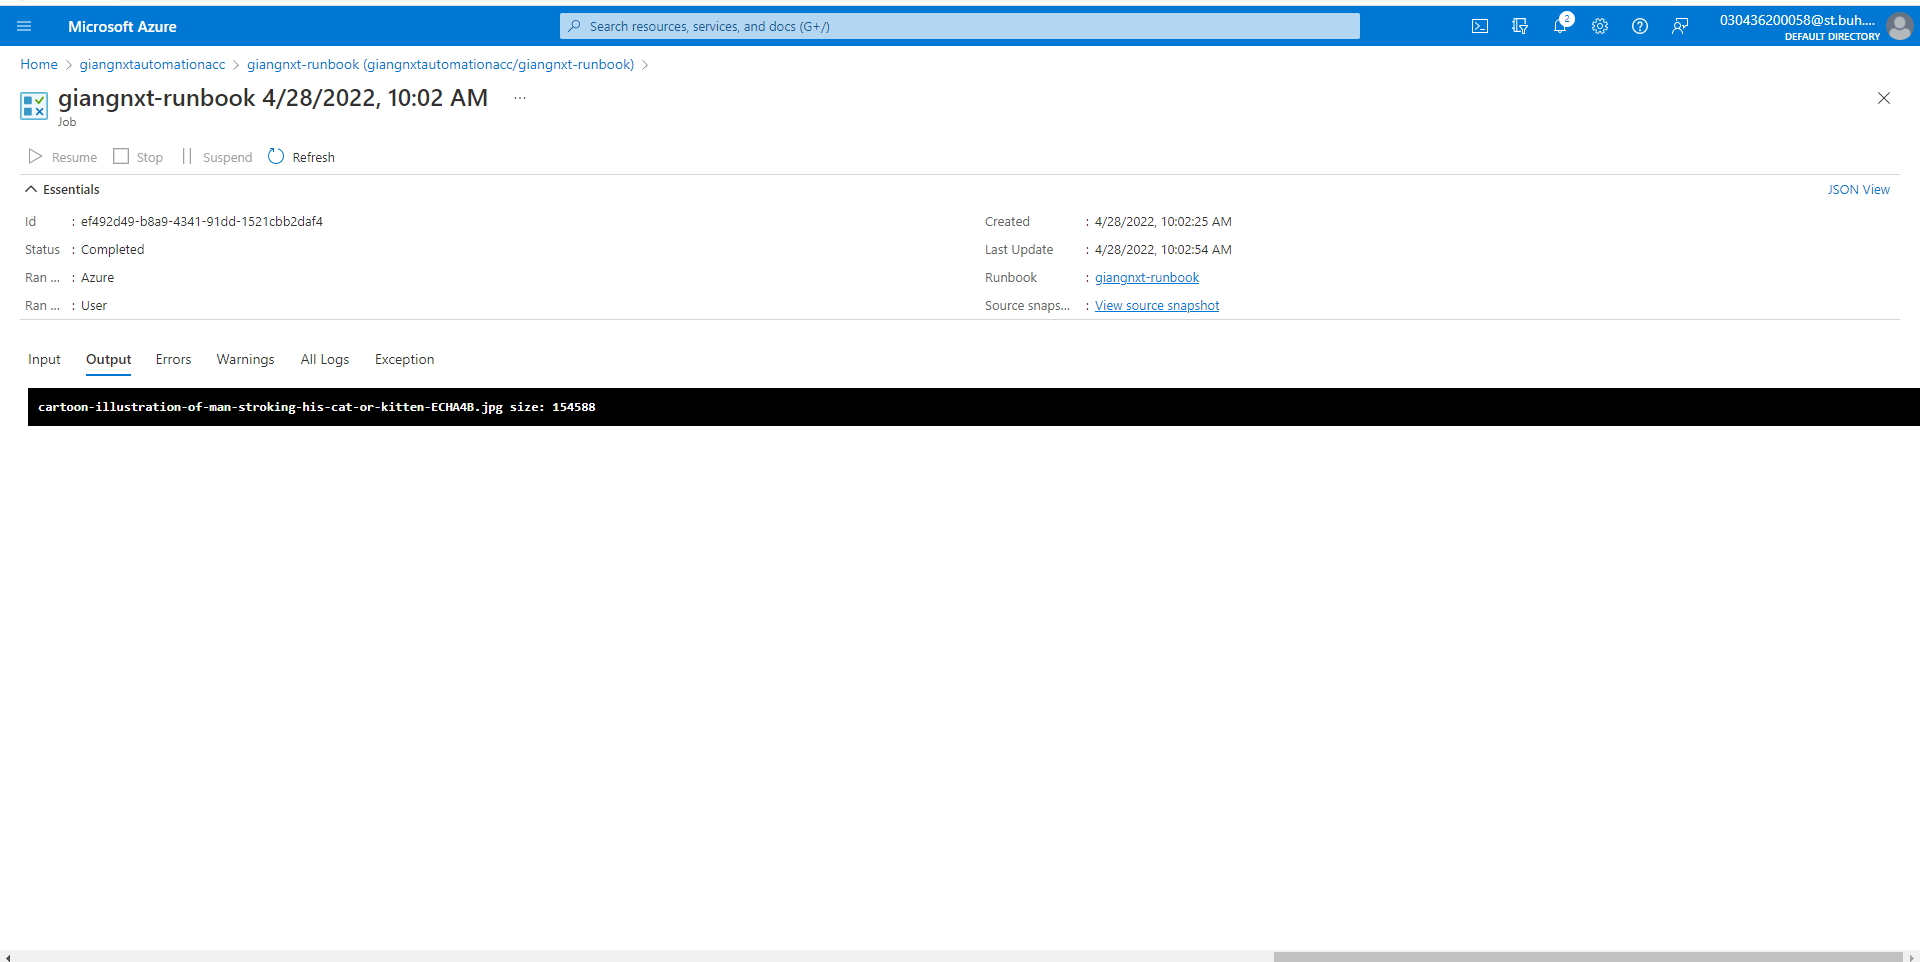 Microsoft Azure
Search resources, services, and docs (G+/)
2
030436200058@st.buh....
DEFAULT DIRECTORY
Home > giangnxtautomationacc > giangnxt-runbook (giangnxtautomationacc/giangnxt-runbook) >
giangnxt-runbook 4/28/2022, 10:02 AM ...
Job
Resume Stop Suspend Refresh
Essentials JSON View
Id : ef492d49-b8a9-4341-91dd-1521cbb2daf4 Created : 4/28/2022, 10:02:25 AM
Status : Completed Last Update : 4/28/2022, 10:02:54 AM
Ran ... : Azure Runbook : giangnxt-runbook
Ran ... : User Source snaps... : View source snapshot
Input Output Errors Warnings All Logs Exception
cartoon-illustration-of-man-stroking-his-cat-or-kitten-ECHA4B.jpg size: 154588